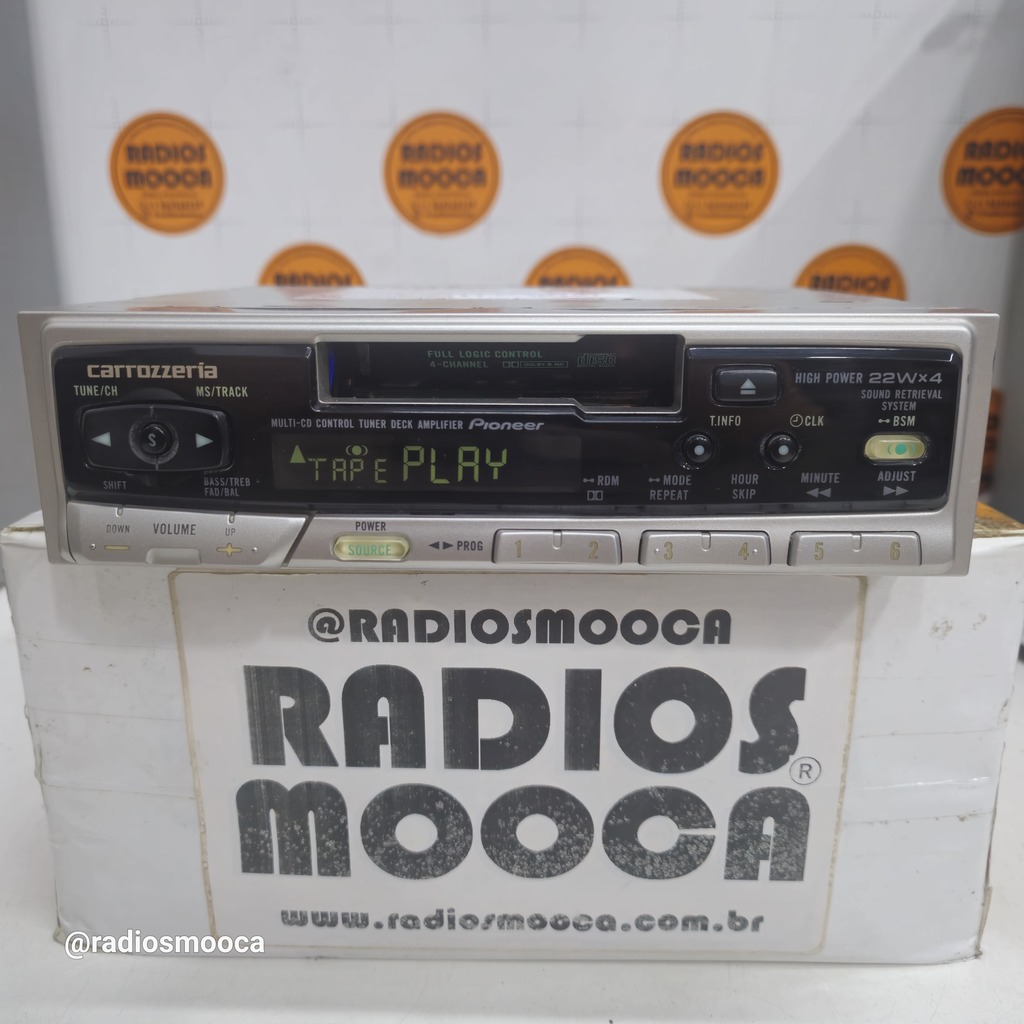 RADIOS
MOOCA
RADIOS
MOOCA
RADIOS
MOOCA
RADIOS
MOOCA
RADIOS
RADIOS
RADIOS
carrozzeria
TUNE/CH
MS/TRACK
S
SHIFT
BASS/TREB
FAD/BAL
FULL LOGIC CONTROL
4-CHANNEL
MULTI-CD CONTROL TUNER DECK AMPLIFIER Pioneer
TAPE PLAY
HIGH POWER 22W×4
SOUND RETRIEVAL
SYSTEM
BSM
T.INFO
CLK
RDM
MODE
REPEAT
HOUR
SKIP
MINUTE
◀◀
ADJUST
▶▶
DOWN
VOLUME
UP
−
+
POWER
SOURCE
◀▶ PROG
1 2
3 4
5 6
@RADIOSMOOCA
RADIOS
MOOCA®
www.radiosmooca.com.br
@radiosmooca